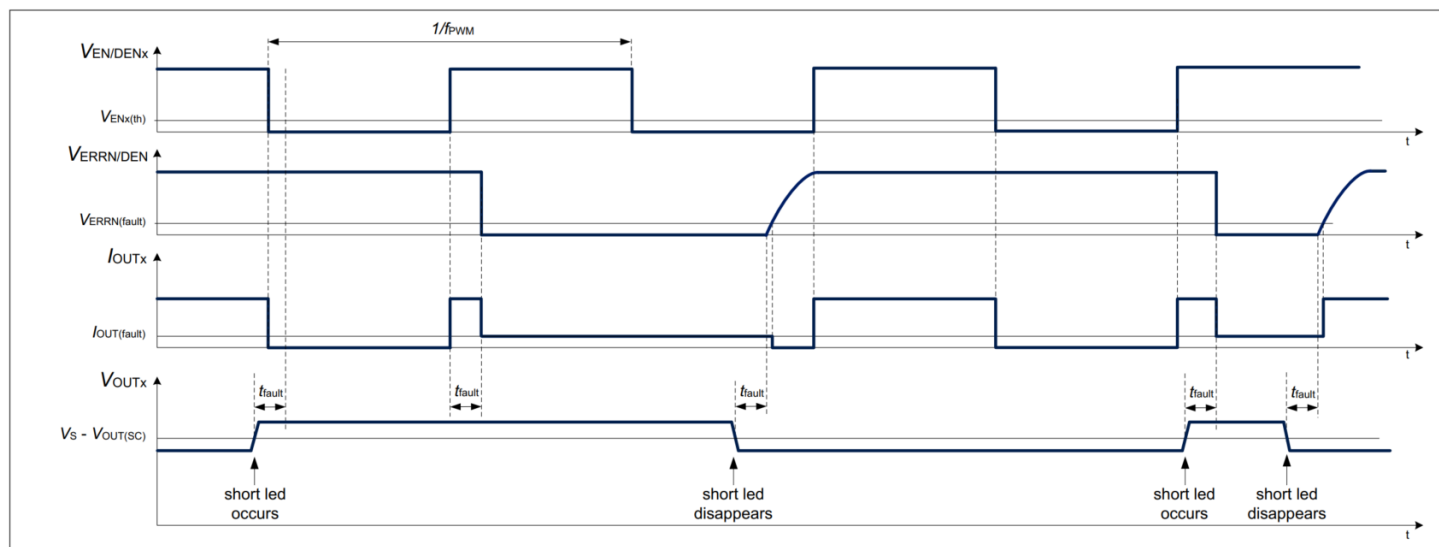 1/fPWM
VEN/DENx
VENx(th)
t
VERRN/DEN
VERRN(fault)
t
IOUTx
IOUT(fault)
t
VOUTx
tfault
tfault
tfault
tfault
tfault
VS - VOUT(SC)
short led
occurs
short led
disappears
short led
occurs
short led
disappears
t